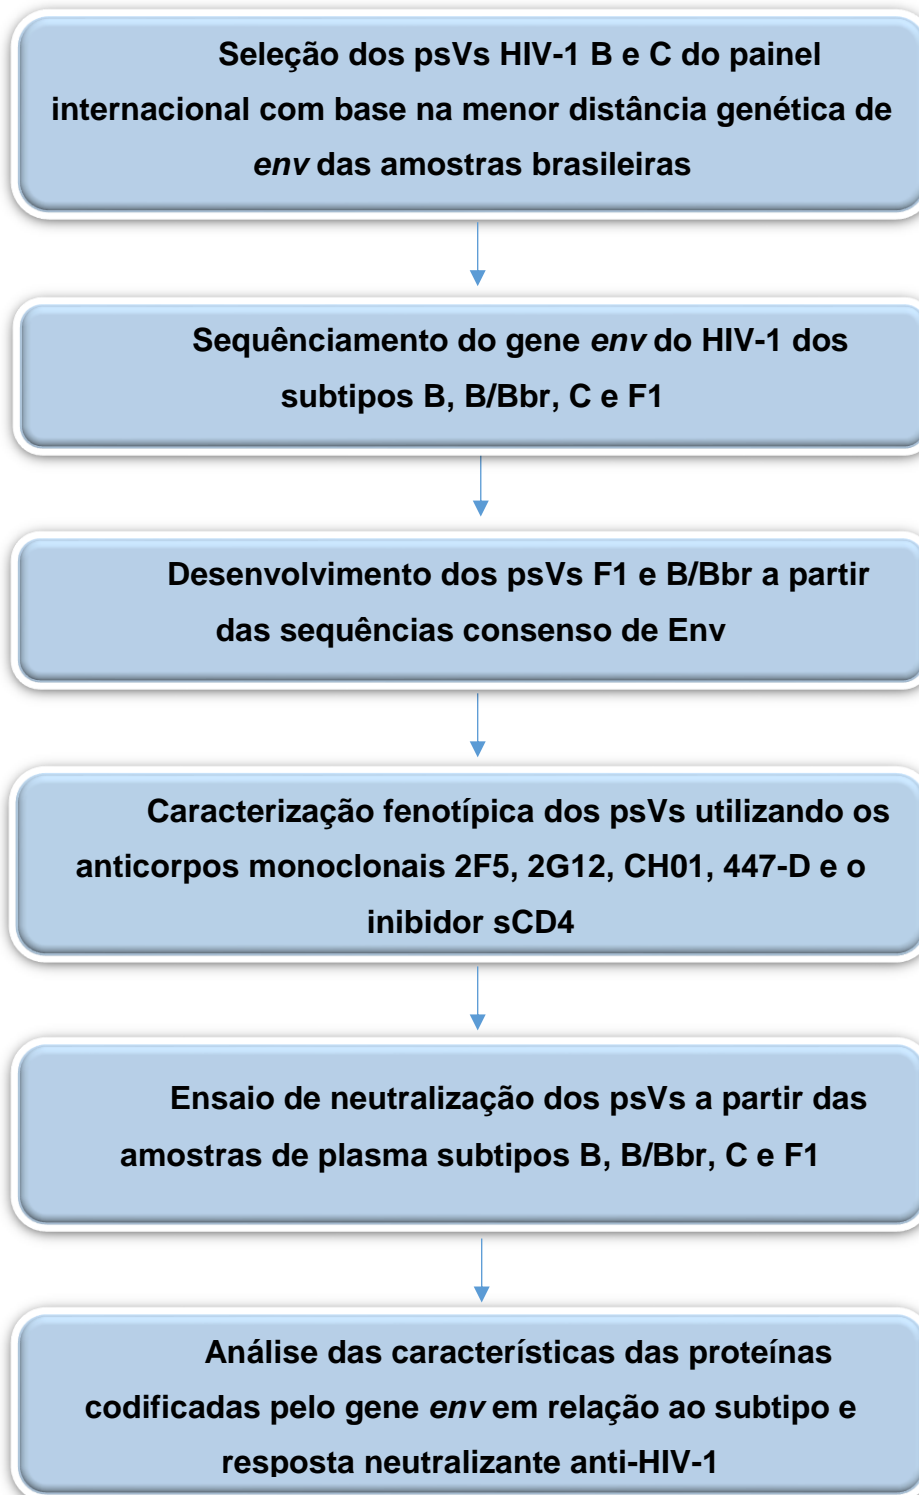 Seleção dos psVs HIV-1 B e C do painel
internacional com base na menor distância genética de
env das amostras brasileiras
Sequênciamento do gene env do HIV-1 dos
subtipos B, B/Bbr, C e F1
Desenvolvimento dos psVs F1 e B/Bbr a partir
das sequências consenso de Env
Caracterização fenotípica dos psVs utilizando os
anticorpos monoclonais 2F5, 2G12, CH01, 447-D e o
inibidor sCD4
Ensaio de neutralização dos psVs a partir das
amostras de plasma subtipos B, B/Bbr, C e F1
Análise das características das proteínas
codificadas pelo gene env em relação ao subtipo e
resposta neutralizante anti-HIV-1